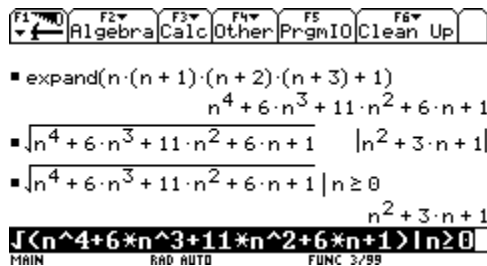 F1 F2 Algebra F3 Calc F4 Other F5 PrgmIO F6 Clean Up
▪ expand(n·(n + 1)·(n + 2)·(n + 3) + 1)
n⁴ + 6·n³ + 11·n² + 6·n + 1
▪ √n⁴ + 6·n³ + 11·n² + 6·n + 1 |n² + 3·n + 1|
▪ √n⁴ + 6·n³ + 11·n² + 6·n + 1 | n ≥ 0
n² + 3·n + 1
√(n^4+6*n^3+11*n^2+6*n+1)|n≥0
MAIN RAD AUTO FUNC 3/99